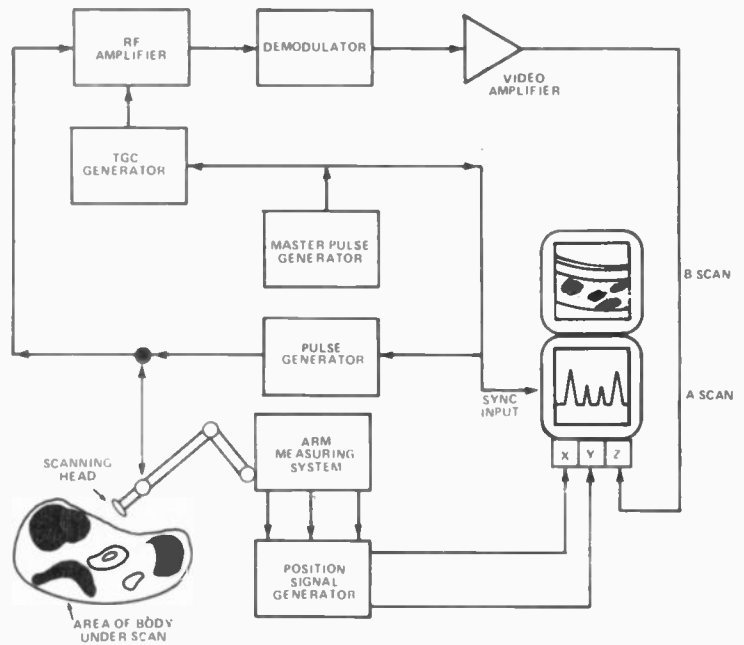 RF
AMPLIFIER
DEMODULATOR
VIDEO
AMPLIFIER
TGC
GENERATOR
MASTER PULSE
GENERATOR
B SCAN
PULSE
GENERATOR
A SCAN
SYNC
INPUT
ARM
MEASURING
SYSTEM
X Y Z
SCANNING
HEAD
POSITION
SIGNAL
GENERATOR
AREA OF BODY
UNDER SCAN